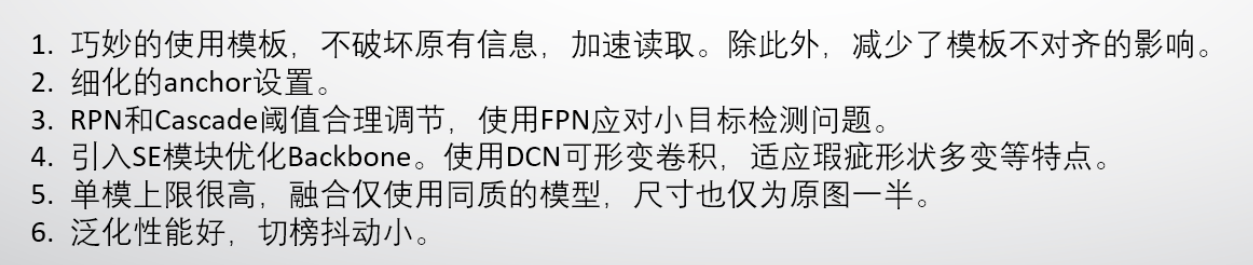 1. 巧妙的使用模板，不破坏原有信息，加速读取。除此外，减少了模板不对齐的影响。
2. 细化的anchor设置。
3. RPN和Cascade阈值合理调节，使用FPN应对小目标检测问题。
4. 引入SE模块优化Backbone。使用DCN可形变卷积，适应瑕疵形状多变等特点。
5. 单模上限很高，融合仅使用同质的模型，尺寸也仅为原图一半。
6. 泛化性能好，切榜抖动小。